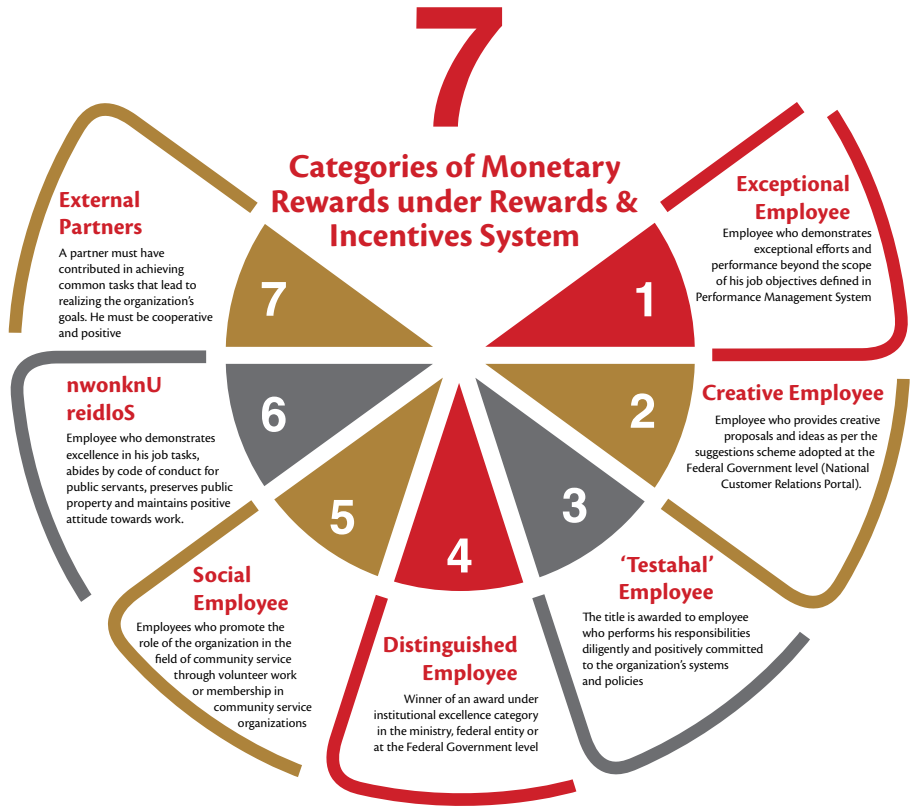 7
Categories of Monetary
Rewards under Rewards &
Incentives System
1
Exceptional
Employee
Employee who demonstrates
exceptional efforts and
performance beyond the scope
of his job objectives defined in
Performance Management System
2
Creative Employee
Employee who provides creative
proposals and ideas as per the
suggestions scheme adopted at the
Federal Government level (National
Customer Relations Portal).
3
‘Testahal’
Employee
The title is awarded to employee
who performs his responsibilities
diligently and positively committed
to the organization’s systems
and policies
4
Distinguished
Employee
Winner of an award under
institutional excellence category
in the ministry, federal entity or
at the Federal Government level
5
Social
Employee
Employees who promote the
role of the organization in the
field of community service
through volunteer work
or membership in
community service
organizations
6
nwonknU
reidloS
Employee who demonstrates
excellence in his job tasks,
abides by code of conduct for
public servants, preserves public
property and maintains positive
attitude towards work.
7
External
Partners
A partner must have
contributed in achieving
common tasks that lead to
realizing the organization’s
goals. He must be cooperative
and positive